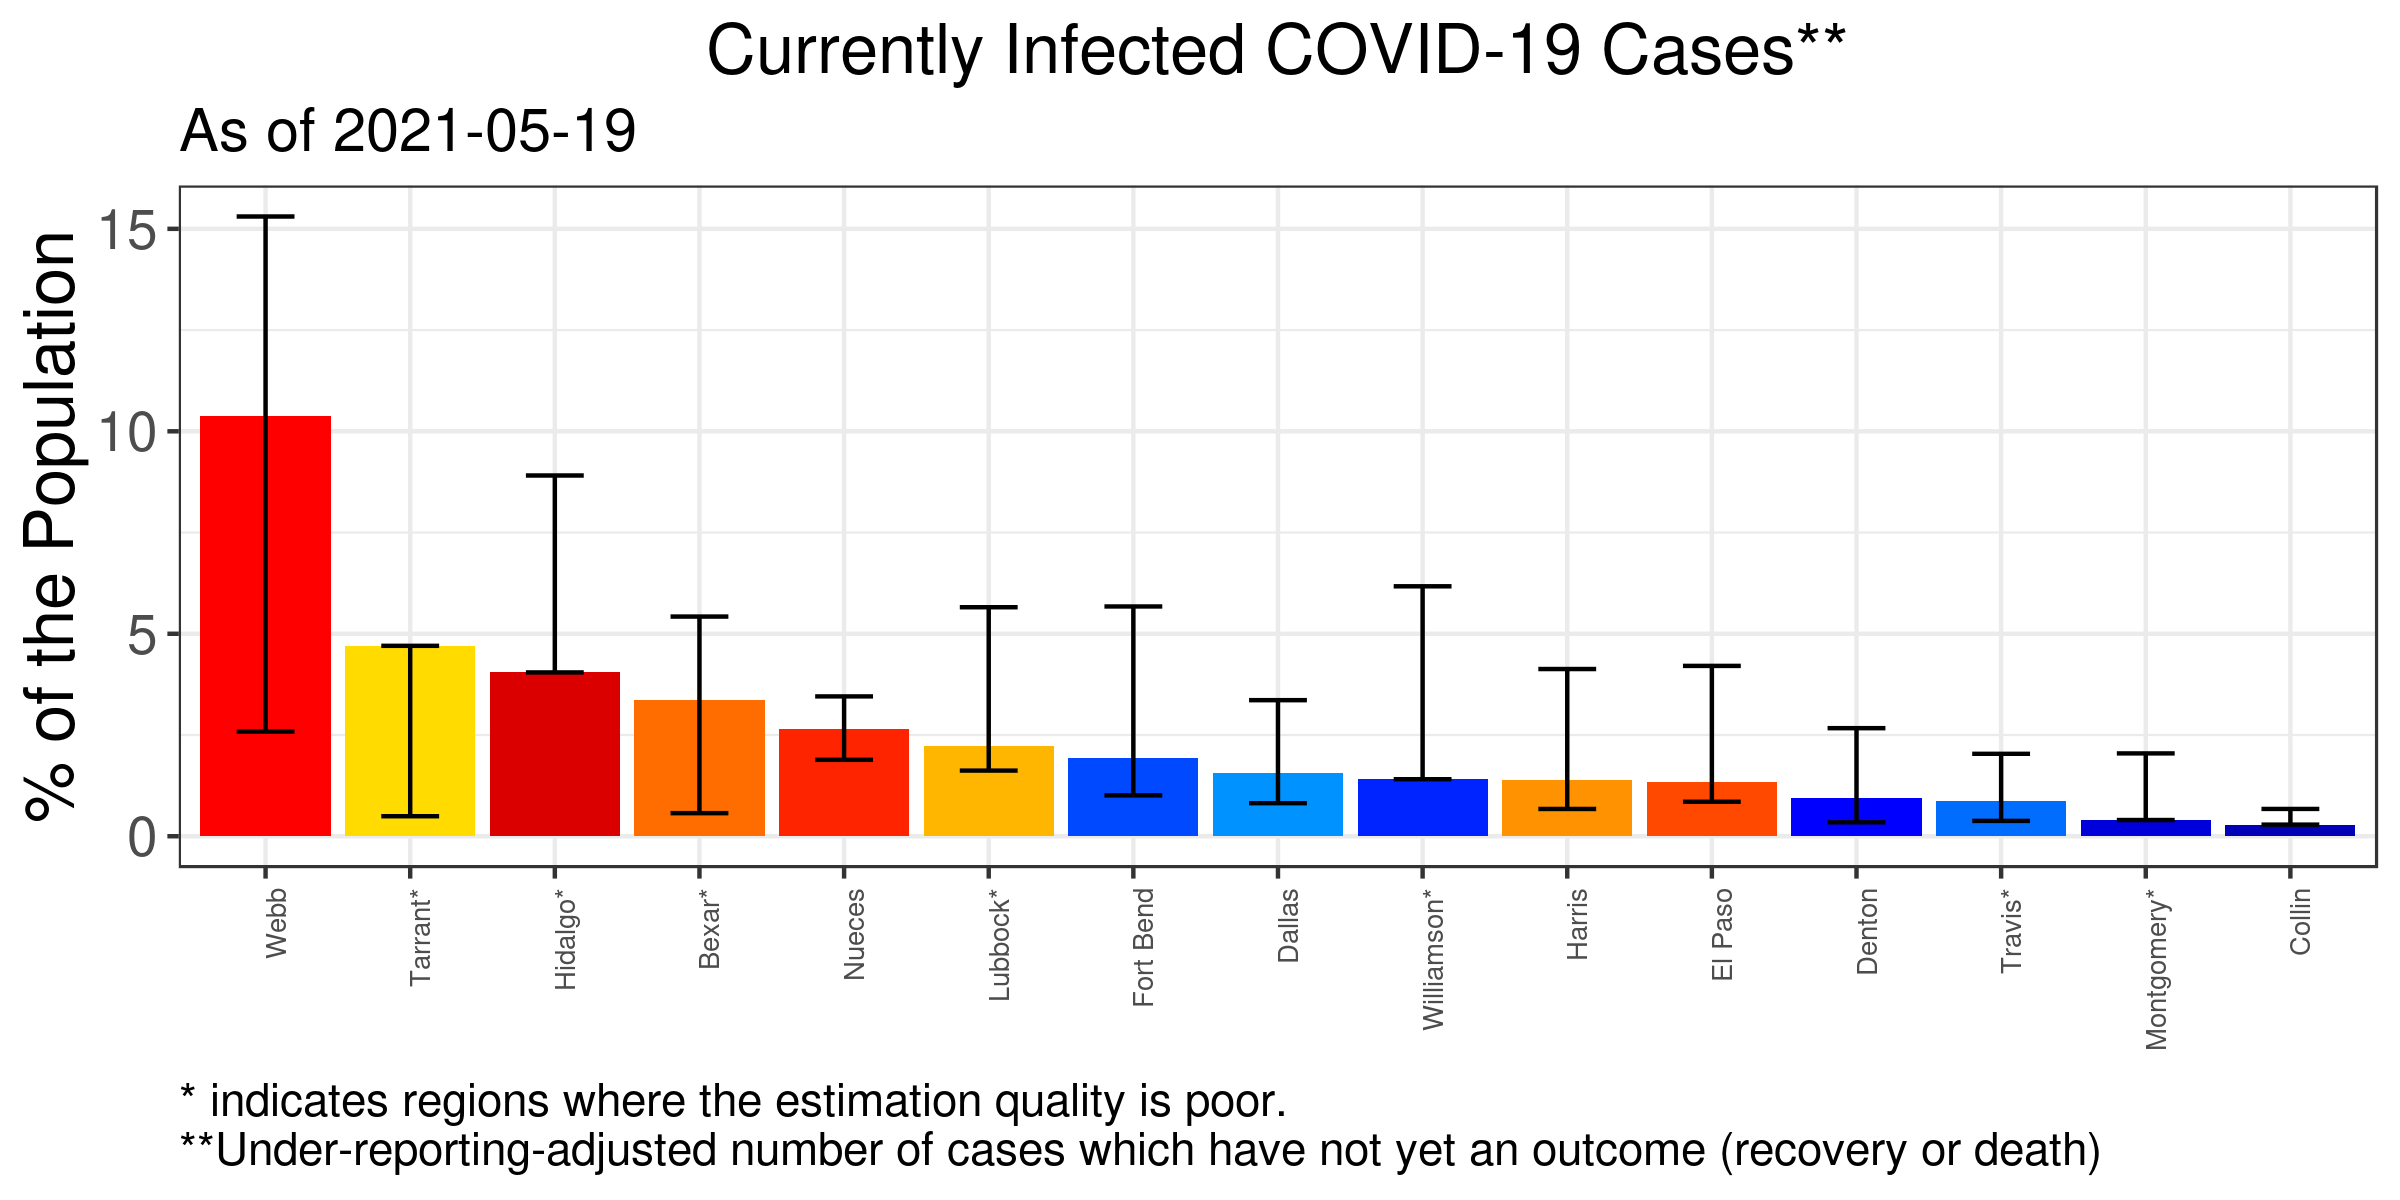 Currently Infected COVID-19 Cases**
As of 2021-05-19
% of the Population
15
10
5
0
Webb
Tarrant*
Hidalgo*
Bexar*
Nueces
Lubbock*
Fort Bend
Dallas
Williamson*
Harris
El Paso
Denton
Travis*
Montgomery*
Collin
* indicates regions where the estimation quality is poor.
**Under-reporting-adjusted number of cases which have not yet an outcome (recovery or death)